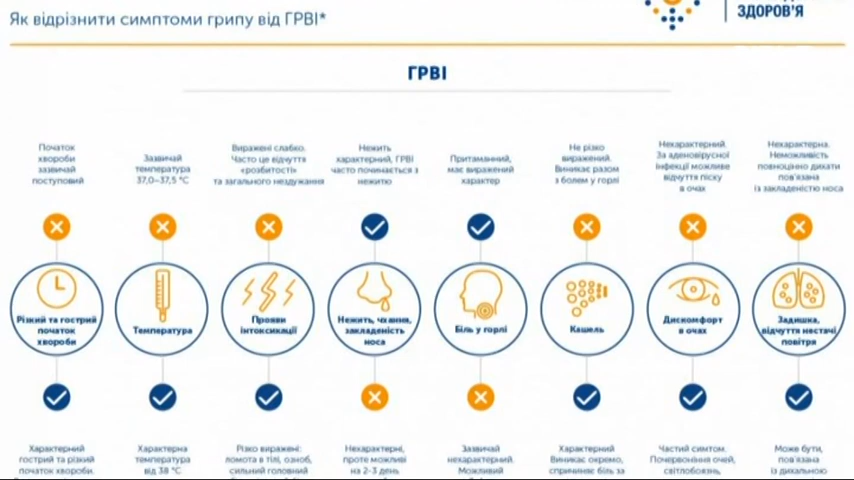 Як відрізнити симптоми грипу від ГРВІ*
ЗДОРОВ'Я
ГРВІ
Початок
хвороби
зазвичай
поступовий
Зазвичай
температура
37,0–37,5 °C
Виражені слабко.
Часто це відчуття
«розбитості»
та загального нездужання
Нежить
характерний, ГРВІ
часто починається з
нежитю
Притаманний,
має виражений
характер
Не різко
виражений.
Виникає разом
з болем у горлі
Нехарактерний.
За аденовірусної
інфекції можливе
відчуття піску
в очах
Нехарактерна.
Неможливість
повноцінно дихати
пов'язана
із закладеністю носа
Різкий та гострий
початок
хвороби
Температура
Прояви
інтоксикації
Нежить, чхання,
закладеність
носа
Біль у горлі
Кашель
Дискомфорт
в очах
Задишка,
відчуття нестачі
повітря
Характерний
гострий та різкий
початок хвороби.
Характерна
температура
від 38 °C
Різко виражені:
ломота в тілі, озноб,
сильний головний
Нехарактерні,
проте можливі
на 2-3 день
Зазвичай
нехарактерний.
Можливий
Характерний
Виникає окремо,
спричиняє біль за
Частий симтом.
Почервоніння очей,
світлобоязнь,
Може бути,
пов'язана
із дихальною